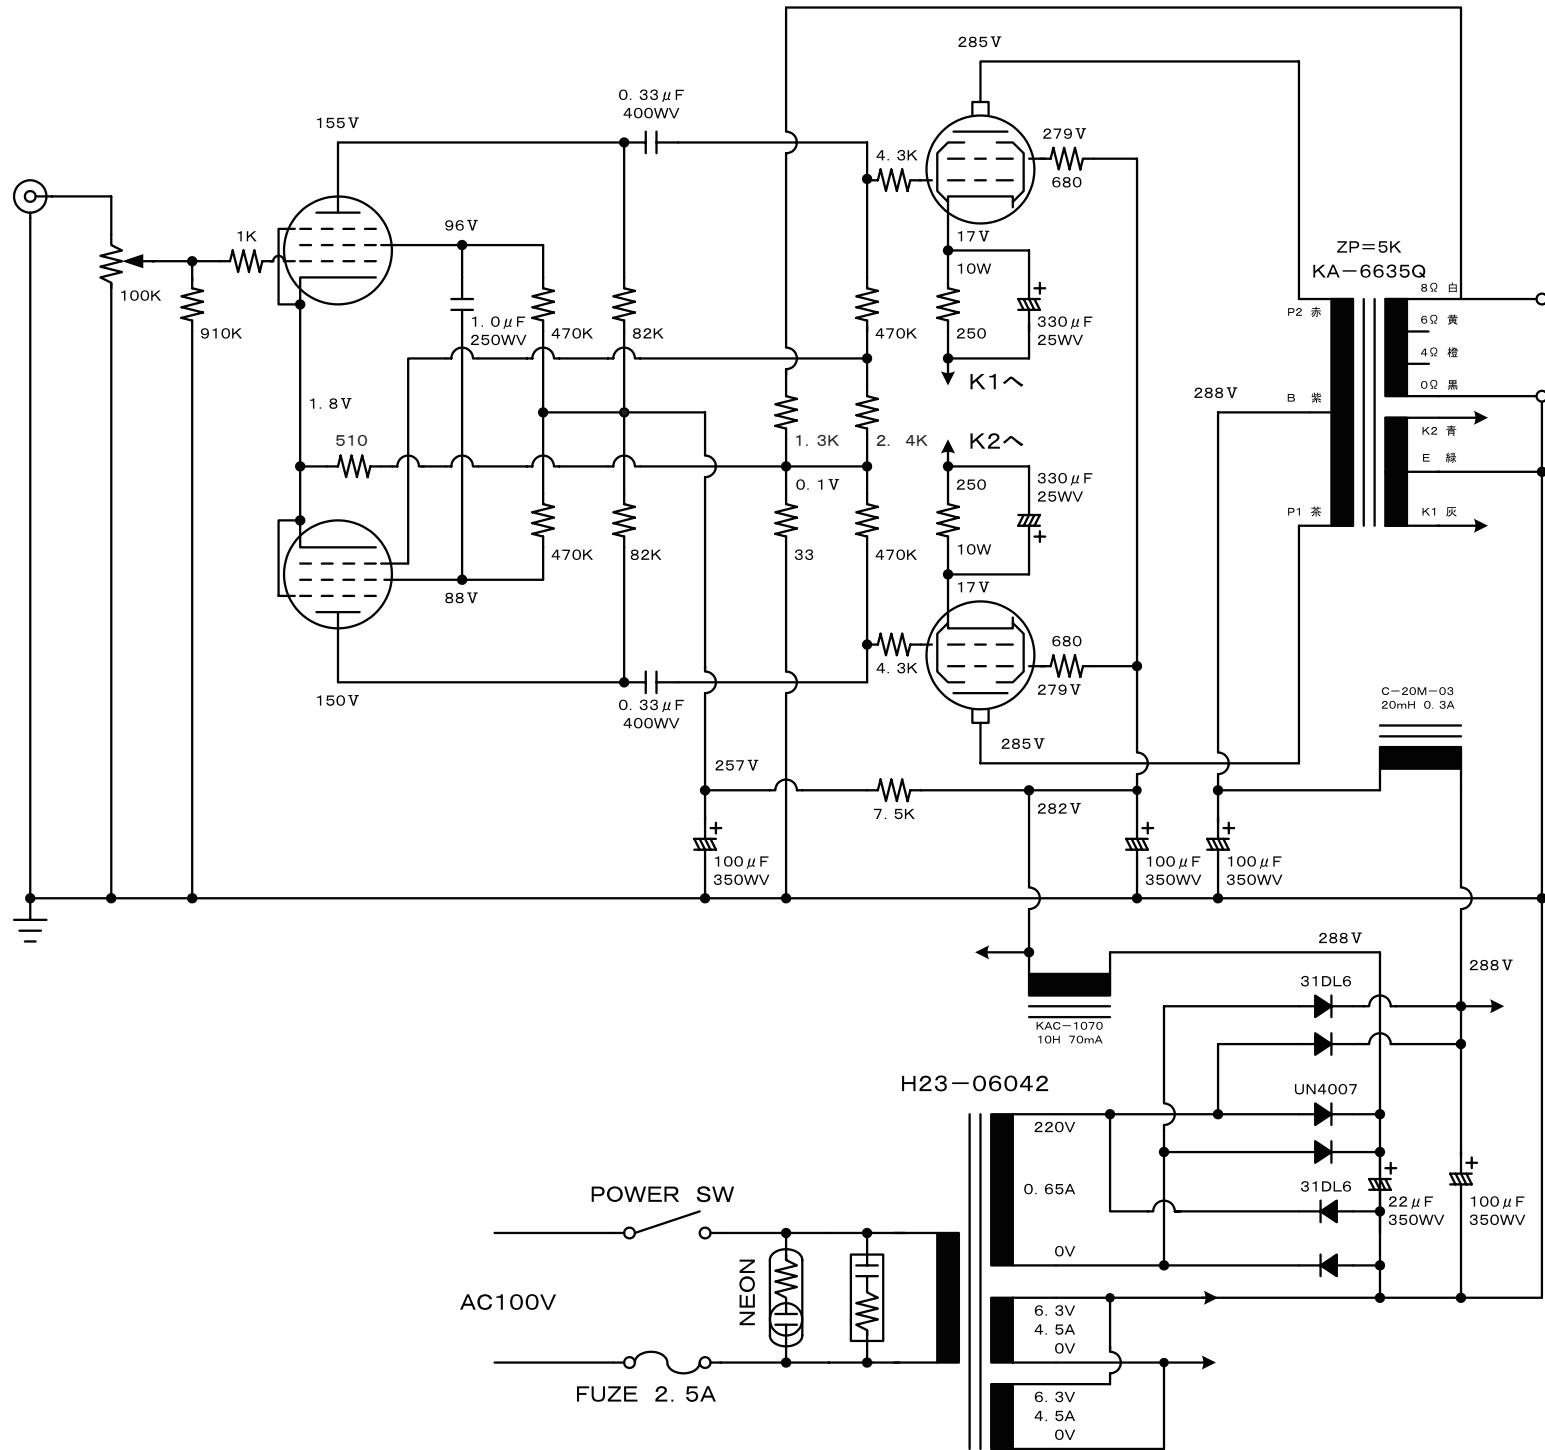 285V
0.33μF
400WV
155V
279V
4.3K
680
96V
1K
17V
ZP=5K
KA-6635Q
10W
8Ω 白
100K
P2 赤
1.0μF
250WV
330μF
25WV
6Ω 黄
910K
470K
82K
470K
250
4Ω 橙
K1へ
0Ω 黒
288V
B 紫
1.8V
510
1.3K
2.4K
K2へ
K2 青
E 緑
0.1V
250
330μF
25WV
P1 茶
K1 灰
470K
82K
33
470K
10W
88V
17V
680
4.3K
279V
150V
0.33μF
400WV
C-20M-03
20mH 0.3A
285V
257V
7.5K
282V
100μF
350WV
100μF
350WV
100μF
350WV
288V
288V
31DL6
KAC-1070
10H 70mA
H23-06042
UN4007
220V
POWER SW
0.65A
31DL6
22μF
350WV
100μF
350WV
0V
NEON
AC100V
6.3V
4.5A
0V
FUZE 2.5A
6.3V
4.5A
0V